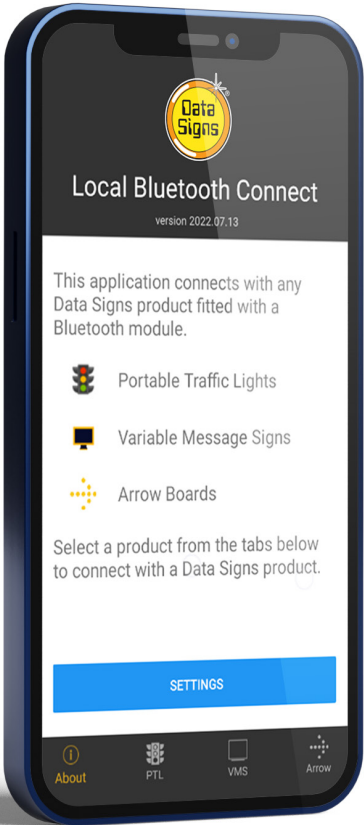 Data
Signs
Local Bluetooth Connect
version 2022.07.13
This application connects with any
Data Signs product fitted with a
Bluetooth module.
Portable Traffic Lights
Variable Message Signs
Arrow Boards
Select a product from the tabs below
to connect with a Data Signs product.
SETTINGS
About PTL VMS Arrow